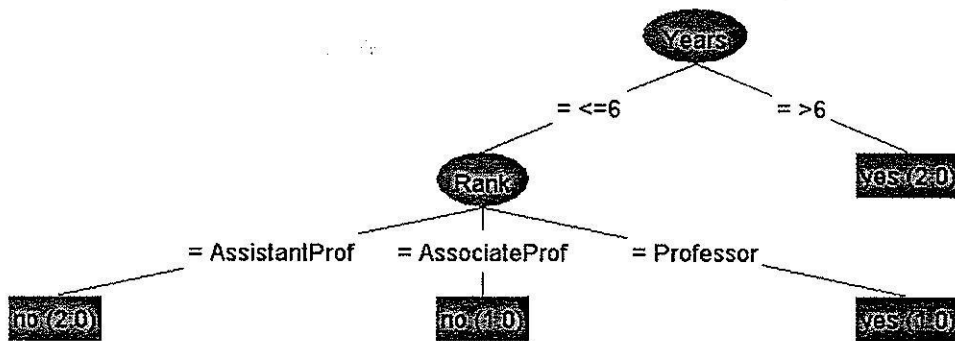 Years
= <=6
= >6
Rank
yes (2.0)
= AssistantProf
= AssociateProf
= Professor
no (2.0)
no (1.0)
yes (1.0)